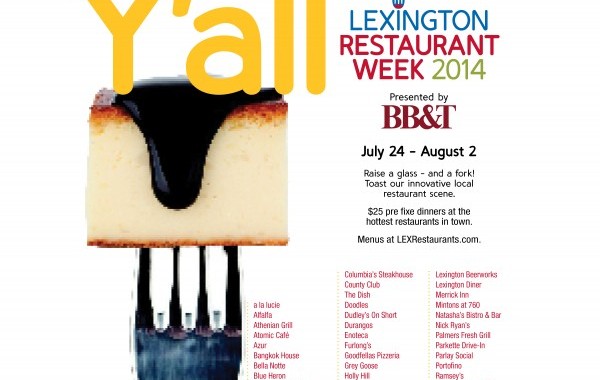 Y'all
LEXINGTON
RESTAURANT
WEEK 2014
Presented by
BB&T
July 24 – August 2
Raise a glass – and a fork!
Toast our innovative local
restaurant scene.
$25 pre fixe dinners at the
hottest restaurants in town.
Menus at LEXRestaurants.com.
a la lucie
Alfalfa
Athenian Grill
Atomic Café
Azur
Bangkok House
Bella Notte
Blue Heron
Columbia's Steakhouse
County Club
The Dish
Doodles
Dudley's On Short
Durangos
Enoteca
Furlong's
Goodfellas Pizzeria
Grey Goose
Holly Hill
Lexington Beerworks
Lexington Diner
Merrick Inn
Mintons at 760
Natasha's Bistro & Bar
Nick Ryan's
Palmers Fresh Grill
Parkette Drive-In
Parlay Social
Portofino
Ramsey's